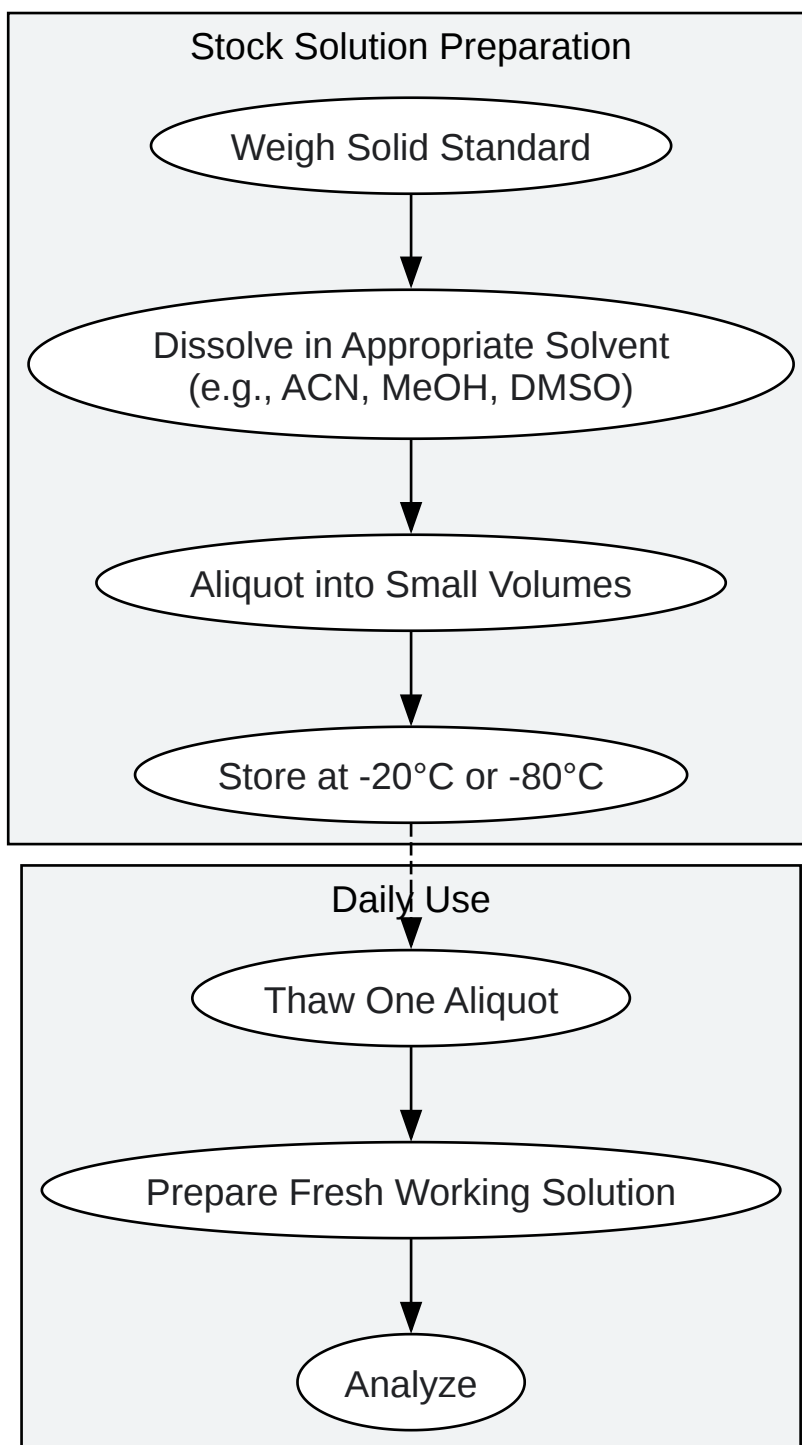 Stock Solution Preparation
Weigh Solid Standard
Dissolve in Appropriate Solvent
(e.g., ACN, MeOH, DMSO)
Aliquot into Small Volumes
Store at -20°C or -80°C
Daily Use
Thaw One Aliquot
Prepare Fresh Working Solution
Analyze